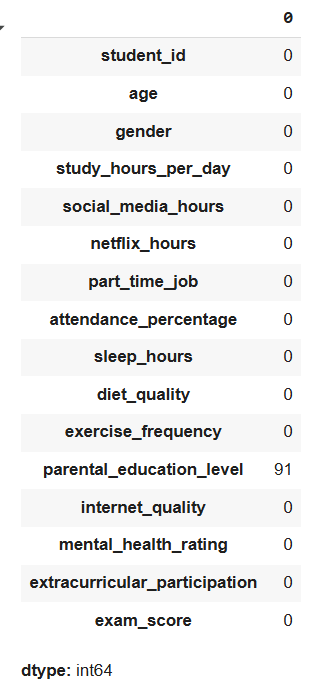 0
student_id 0
age 0
gender 0
study_hours_per_day 0
social_media_hours 0
netflix_hours 0
part_time_job 0
attendance_percentage 0
sleep_hours 0
diet_quality 0
exercise_frequency 0
parental_education_level 91
internet_quality 0
mental_health_rating 0
extracurricular_participation 0
exam_score 0
dtype: int64